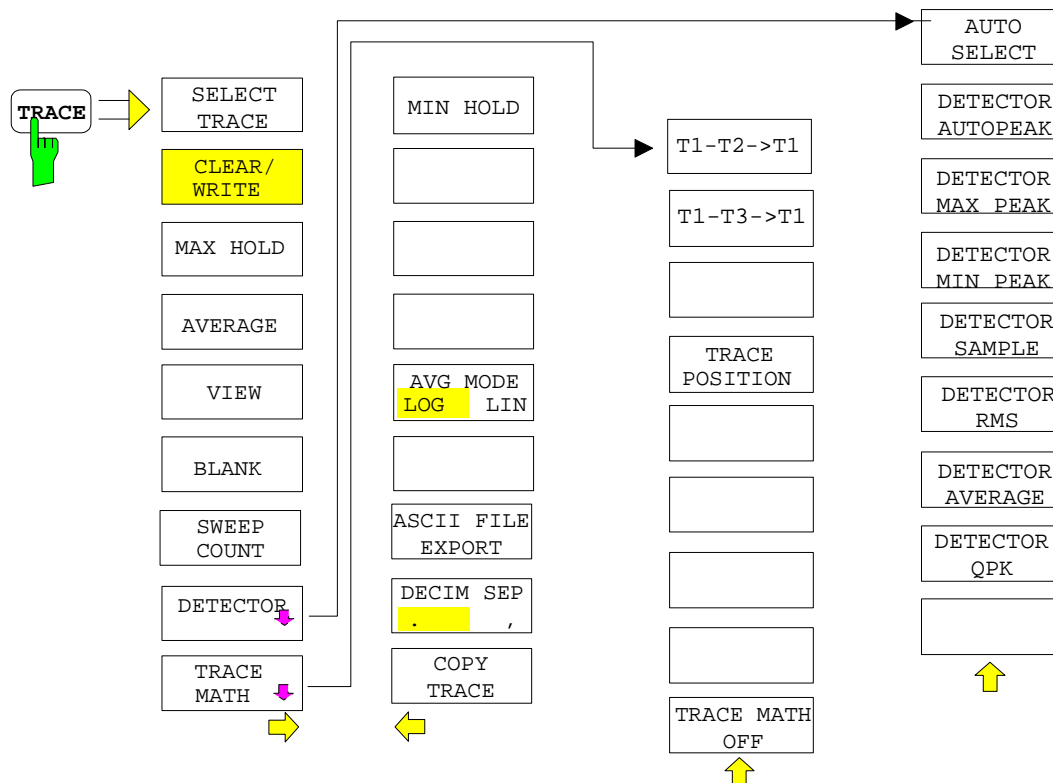 TRACE
SELECT
TRACE
CLEAR/
WRITE
MAX HOLD
AVERAGE
VIEW
BLANK
SWEEP
COUNT
DETECTOR
TRACE
MATH
MIN HOLD
AVG MODE
LOG LIN
ASCII FILE
EXPORT
DECIM SEP
. ,
COPY
TRACE
T1-T2->T1
T1-T3->T1
TRACE
POSITION
TRACE MATH
OFF
AUTO
SELECT
DETECTOR
AUTOPEAK
DETECTOR
MAX PEAK
DETECTOR
MIN PEAK
DETECTOR
SAMPLE
DETECTOR
RMS
DETECTOR
AVERAGE
DETECTOR
QPK